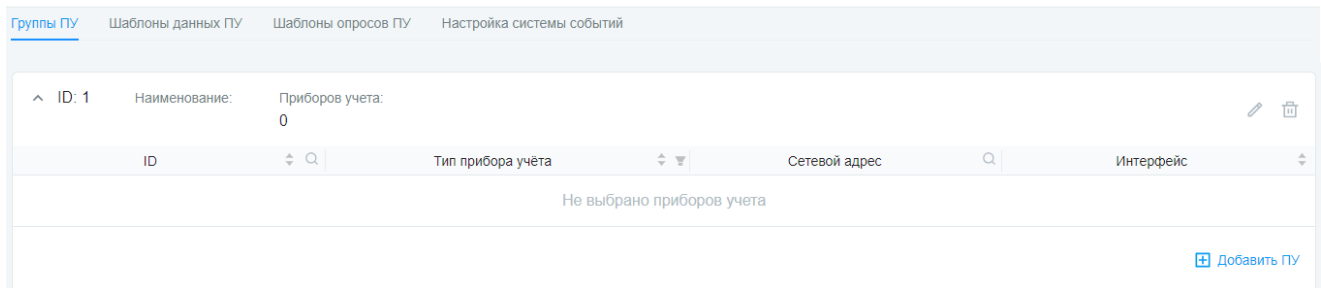 Группы ПУ Шаблоны данных ПУ Шаблоны опросов ПУ Настройка системы событий
ID: 1 Наименование: Приборов учета:
0
ID Тип прибора учёта Сетевой адрес Интерфейс
Не выбрано приборов учета
Добавить ПУ